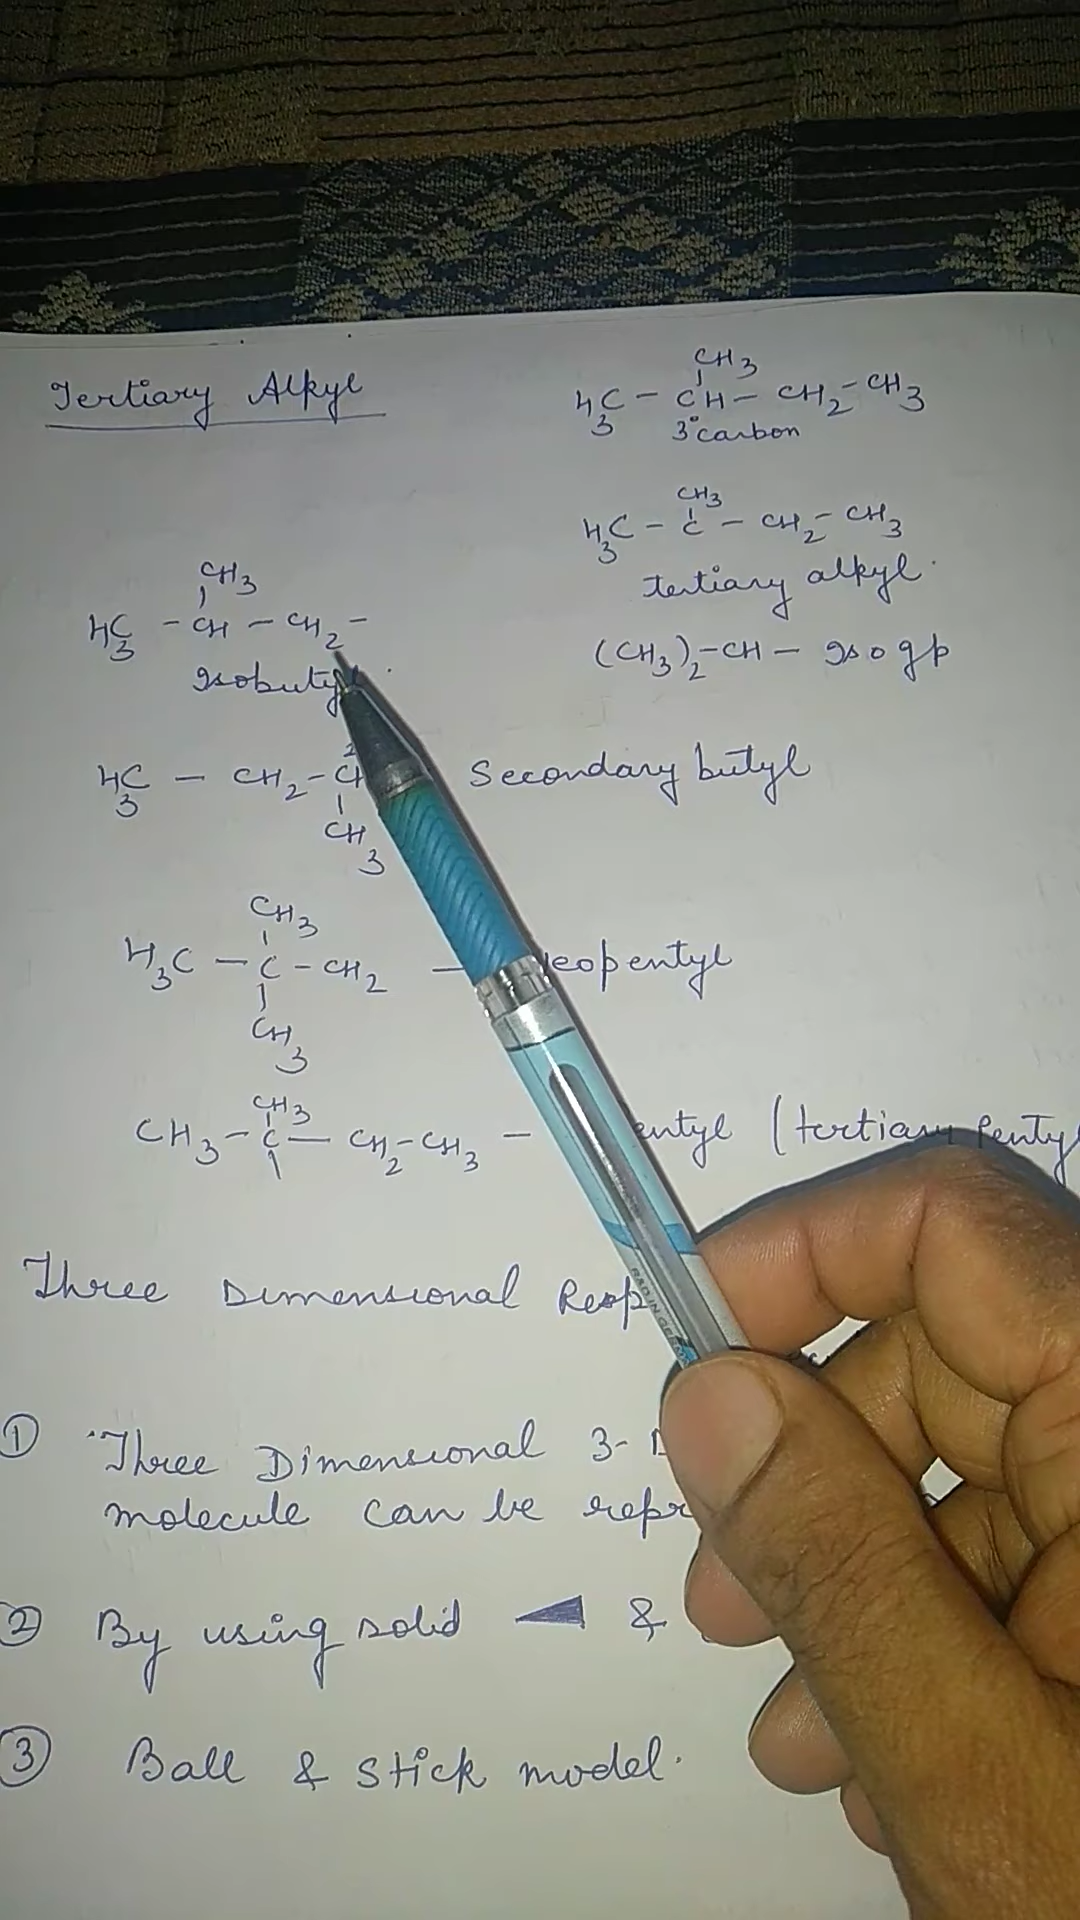 Tertiary Alkyl
CH3
H3C - CH - CH2 - CH3
3° carbon
CH3
H3C - C - CH2 - CH3
tertiary alkyl.
(CH3)2-CH - Iso gp
CH3
H3C - CH - CH2 -
Isobutyl
H3C - CH2 - CH
CH3
Secondary butyl
CH3
H3C - C - CH2 - eopentyl
CH3
CH3
CH3 - C - CH2-CH3 - entyl (tertiary Penty
Three Dimensional Resp
① Three Dimensional 3-D
molecule can be repr
② By using solid &
③ Ball & stick model.